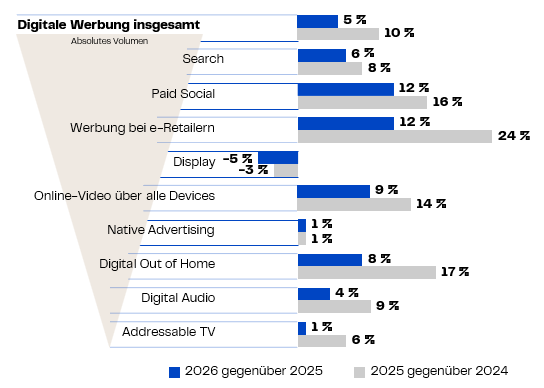 Digitale Werbung insgesamt
Absolutes Volumen
5 %
10 %
Search
6 %
8 %
Paid Social
12 %
16 %
Werbung bei e-Retailern
12 %
24 %
Display
-5 %
-3 %
Online-Video über alle Devices
9 %
14 %
Native Advertising
1 %
1 %
Digital Out of Home
8 %
17 %
Digital Audio
4 %
9 %
Addressable TV
1 %
6 %
2026 gegenüber 2025
2025 gegenüber 2024